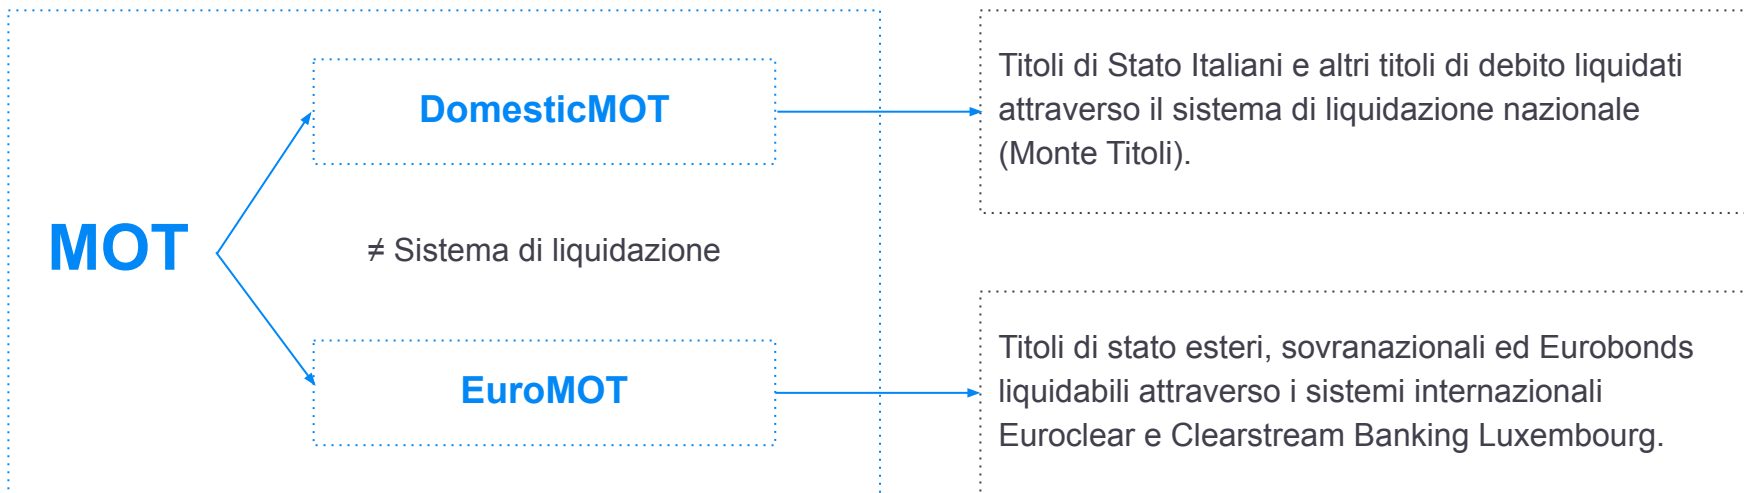 MOT
DomesticMOT
≠ Sistema di liquidazione
EuroMOT
Titoli di Stato Italiani e altri titoli di debito liquidati
attraverso il sistema di liquidazione nazionale
(Monte Titoli).
Titoli di stato esteri, sovranazionali ed Eurobonds
liquidabili attraverso i sistemi internazionali
Euroclear e Clearstream Banking Luxembourg.